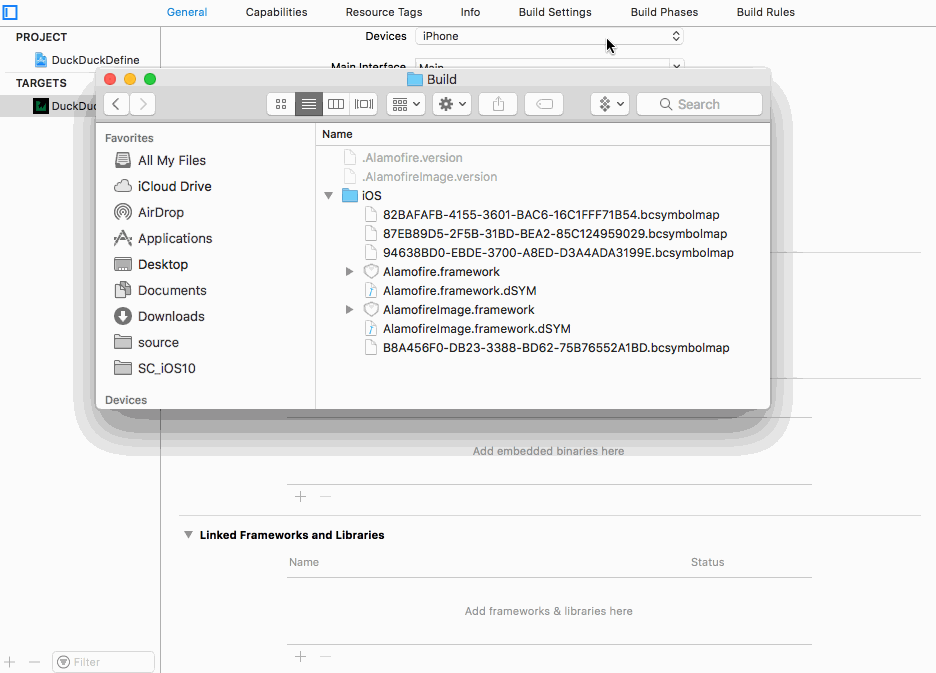 General Capabilities Resource Tags Info Build Settings Build Phases Build Rules
PROJECT
DuckDuckDefine
TARGETS
DuckDuc
Devices iPhone
Main Interface Main
Build
Search
Favorites
All My Files
iCloud Drive
AirDrop
Applications
Desktop
Documents
Downloads
source
SC_iOS10
Devices
Name
.Alamofire.version
.AlamofireImage.version
iOS
82BAFAFB-4155-3601-BAC6-16C1FFF71B54.bcsymbolmap
87EB89D5-2F5B-31BD-BEA2-85C124959029.bcsymbolmap
94638BD0-EBDE-3700-A8ED-D3A4ADA3199E.bcsymbolmap
Alamofire.framework
Alamofire.framework.dSYM
AlamofireImage.framework
AlamofireImage.framework.dSYM
B8A456F0-DB23-3388-BD62-75B76552A1BD.bcsymbolmap
Add embedded binaries here
Linked Frameworks and Libraries
Name Status
Add frameworks & libraries here
Filter